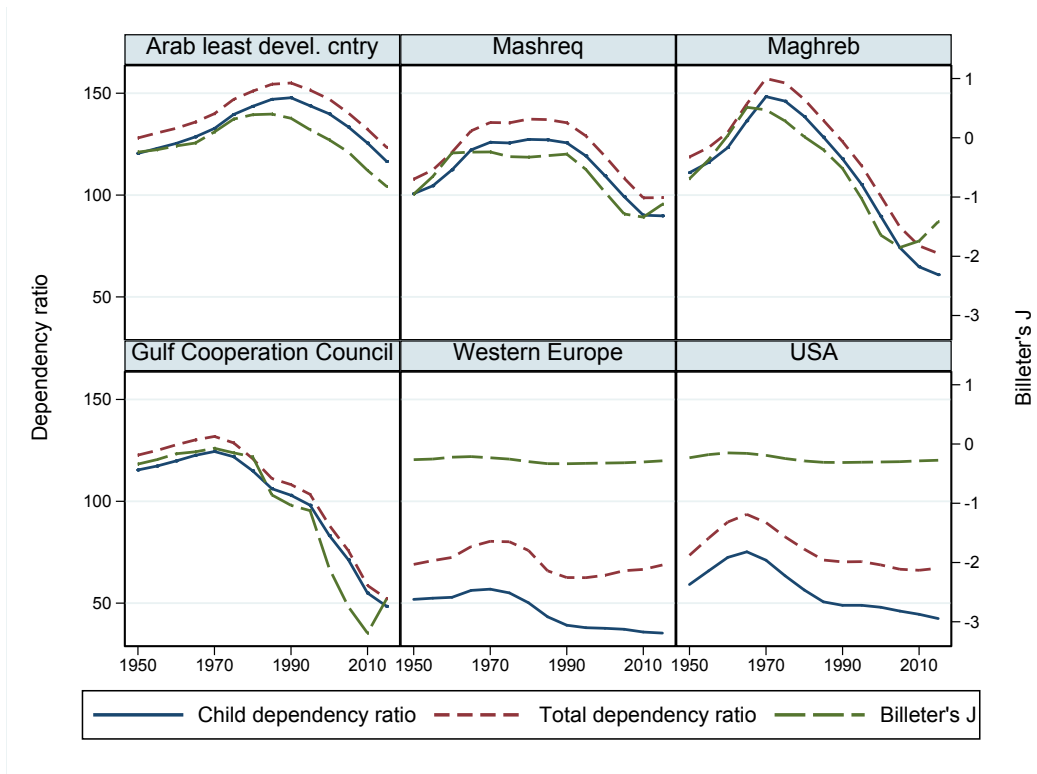 Arab least devel. cntry
Mashreq
Maghreb
150
100
50
1
0
-1
-2
-3
Gulf Cooperation Council
Western Europe
USA
150
100
50
1
0
-1
-2
-3
1950 1970 1990 2010
1950 1970 1990 2010
1950 1970 1990 2010
Dependency ratio
Billeter's J
Child dependency ratio
Total dependency ratio
Billeter's J